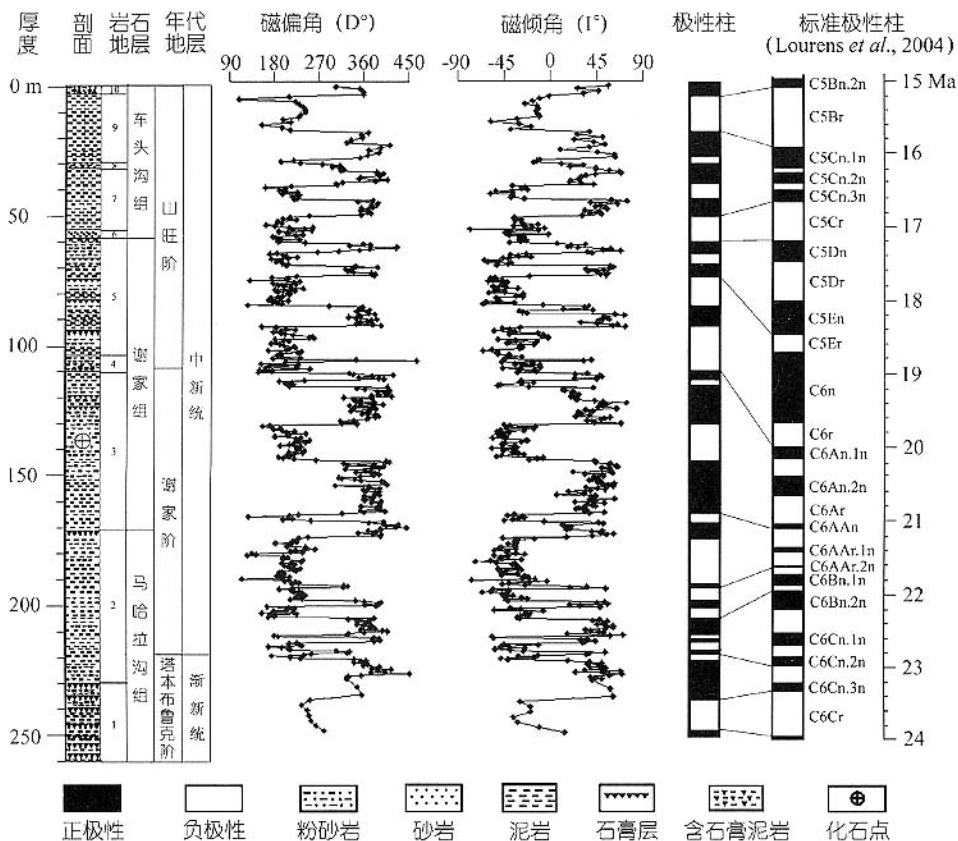 厚度 剖面 岩石地层 年代地层 磁偏角 (D°) 磁倾角 (I°) 极性柱 标准极性柱
(Lourens et al., 2004)
90 180 270 360 450 -90 -45 0 45 90
0 m
50
100
150
200
250
10
9
8
7
6
5
4
3
2
1
车头沟组
谢家组
马哈拉沟组
山旺阶
谢家阶
塔本布鲁克阶
中新统
渐新统
C5Bn.2n
C5Br
C5Cn.1n
C5Cn.2n
C5Cn.3n
C5Cr
C5Dn
C5Dr
C5En
C5Er
C6n
C6r
C6An.1n
C6An.2n
C6Ar
C6AAn
C6AAr.1n
C6AAr.2n
C6Bn.1n
C6Bn.2n
C6Cn.1n
C6Cn.2n
C6Cn.3n
C6Cr
15 Ma
16
17
18
19
20
21
22
23
24
正极性 负极性 粉砂岩 砂岩 泥岩 石膏层 含石膏泥岩 化石点